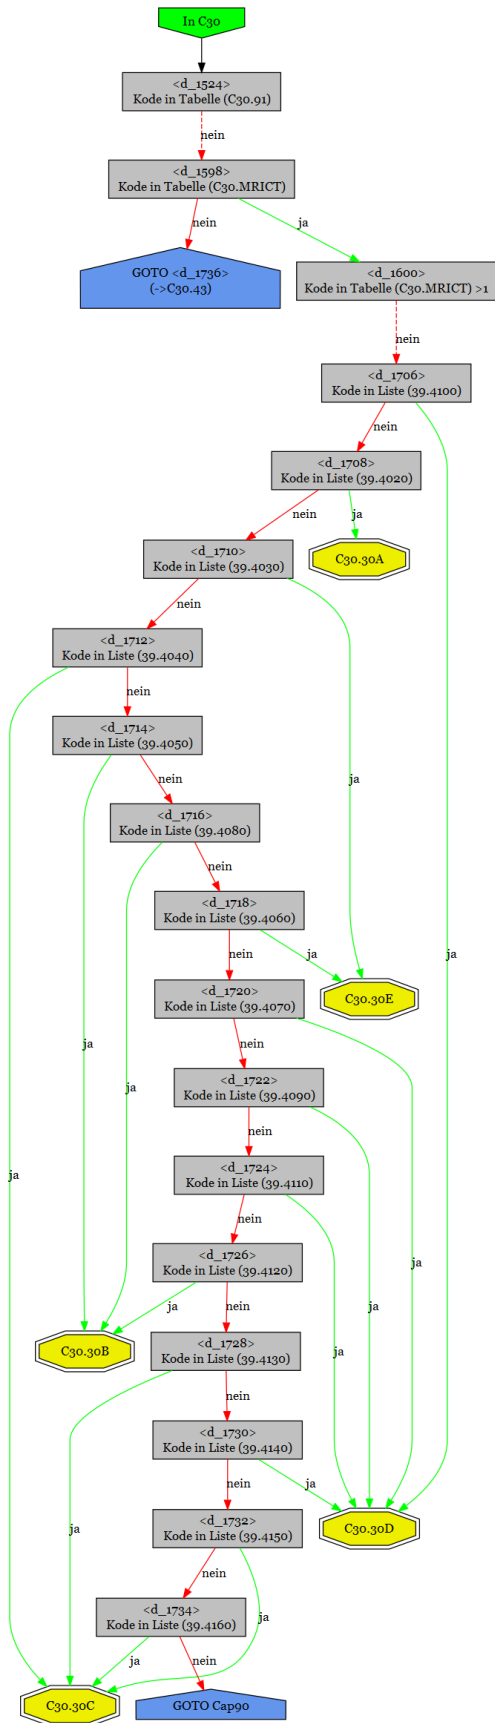 In C30
<d_1524>
Kode in Tabelle (C30.91)
nein
<d_1598>
Kode in Tabelle (C30.MRICT)
nein
ja
GOTO <d_1736>
(->C30.43)
<d_1600>
Kode in Tabelle (C30.MRICT) >1
nein
<d_1706>
Kode in Liste (39.4100)
nein
<d_1708>
Kode in Liste (39.4020)
nein
ja
<d_1710>
Kode in Liste (39.4030)
C30.30A
nein
<d_1712>
Kode in Liste (39.4040)
nein
<d_1714>
Kode in Liste (39.4050)
nein
ja
<d_1716>
Kode in Liste (39.4080)
nein
<d_1718>
Kode in Liste (39.4060)
nein
ja
ja
<d_1720>
Kode in Liste (39.4070)
C30.30E
nein
ja
<d_1722>
Kode in Liste (39.4090)
ja
nein
ja
<d_1724>
Kode in Liste (39.4110)
nein
<d_1726>
Kode in Liste (39.4120)
ja
nein
ja
ja
ja
C30.30B
<d_1728>
Kode in Liste (39.4130)
ja
nein
<d_1730>
Kode in Liste (39.4140)
nein
ja
<d_1732>
Kode in Liste (39.4150)
C30.30D
ja
nein
<d_1734>
Kode in Liste (39.4160)
ja
ja
nein
C30.30C
GOTO Cap90